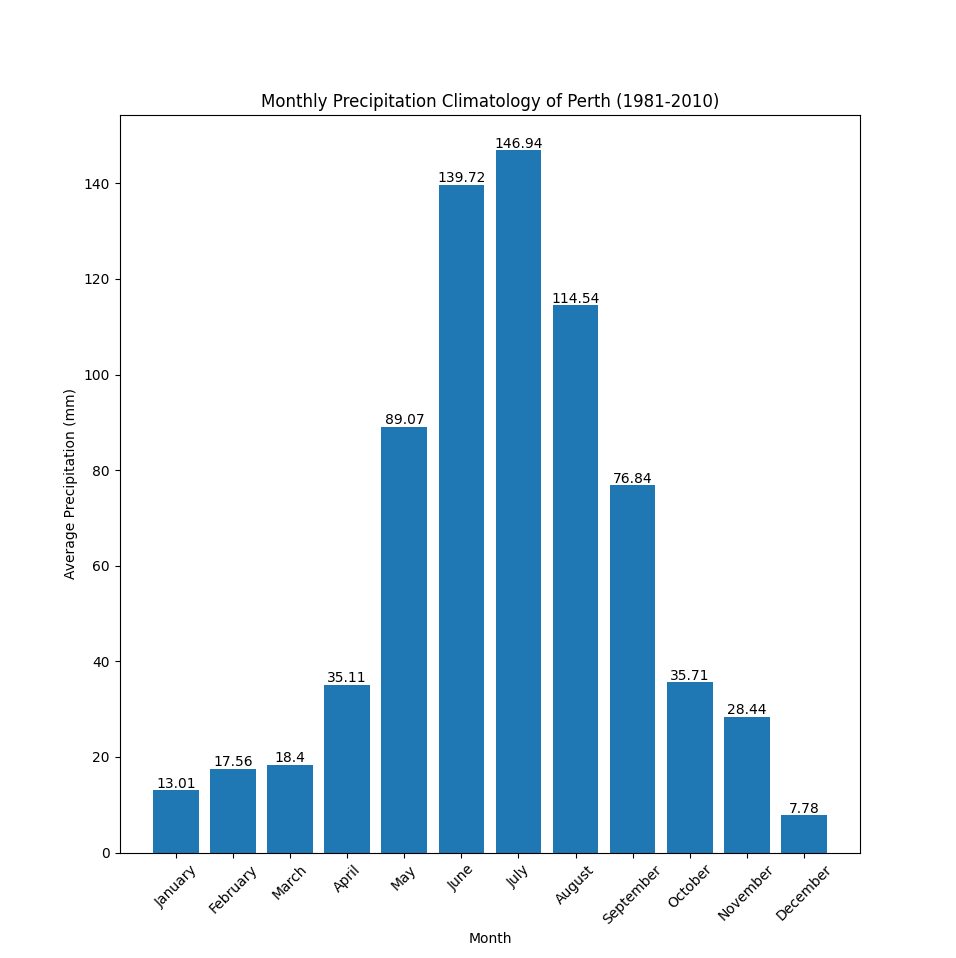 Monthly Precipitation Climatology of Perth (1981-2010)
Average Precipitation (mm)
140
120
100
80
60
40
20
0
13.01
17.56
18.4
35.11
89.07
139.72
146.94
114.54
76.84
35.71
28.44
7.78
January
February
March
April
May
June
July
August
September
October
November
December
Month